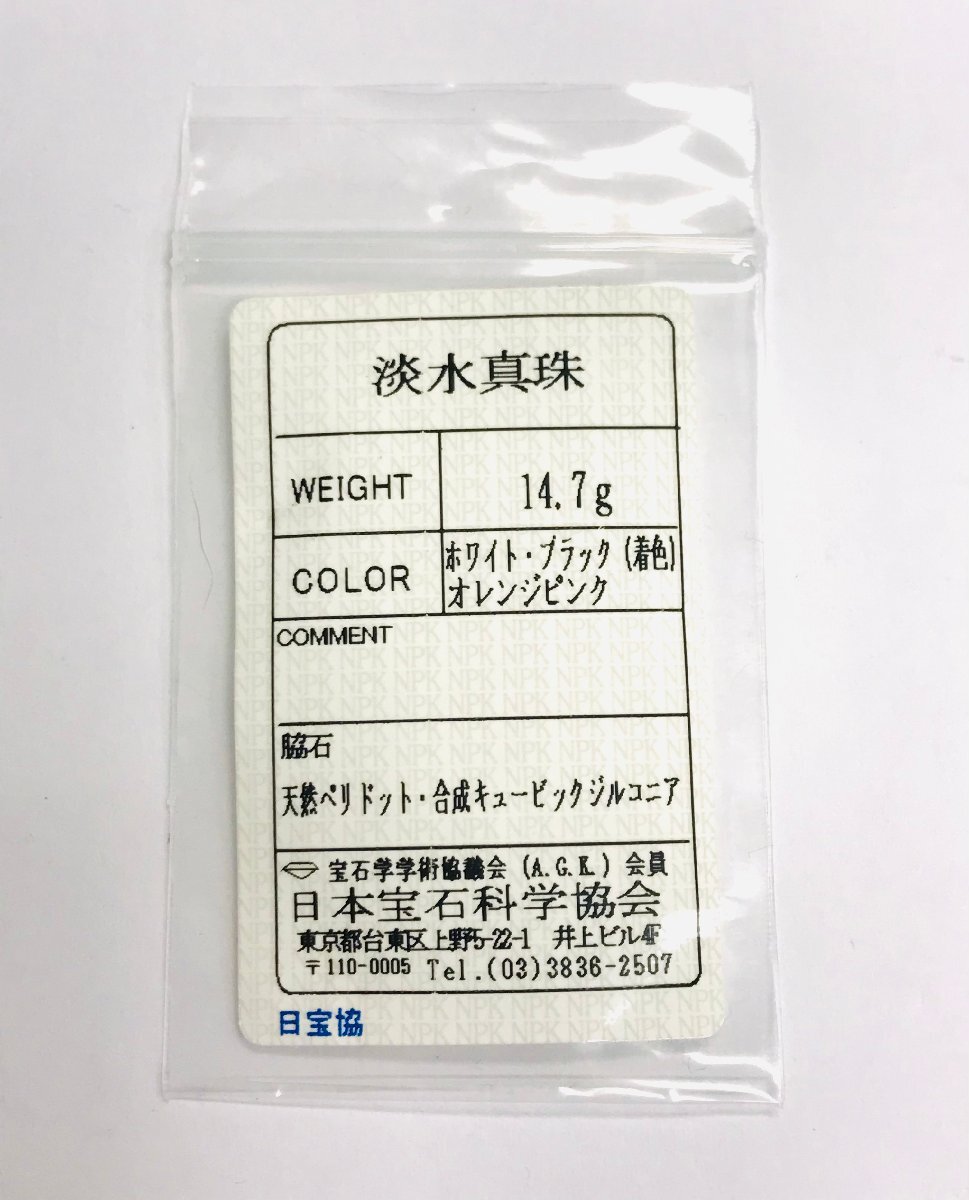 淡水真珠
WEIGHT 14.7g
COLOR ホワイト・ブラック (着色)
オレンジピンク
COMMENT
脇石
天然ペリドット・合成キュービックジルコニア
宝石学学術協議会 (A.G.K.) 会員
日本宝石科学協会
東京都台東区上野5-22-1 井上ビル4F
〒110-0005 Tel.(03)3836-2507
日宝協